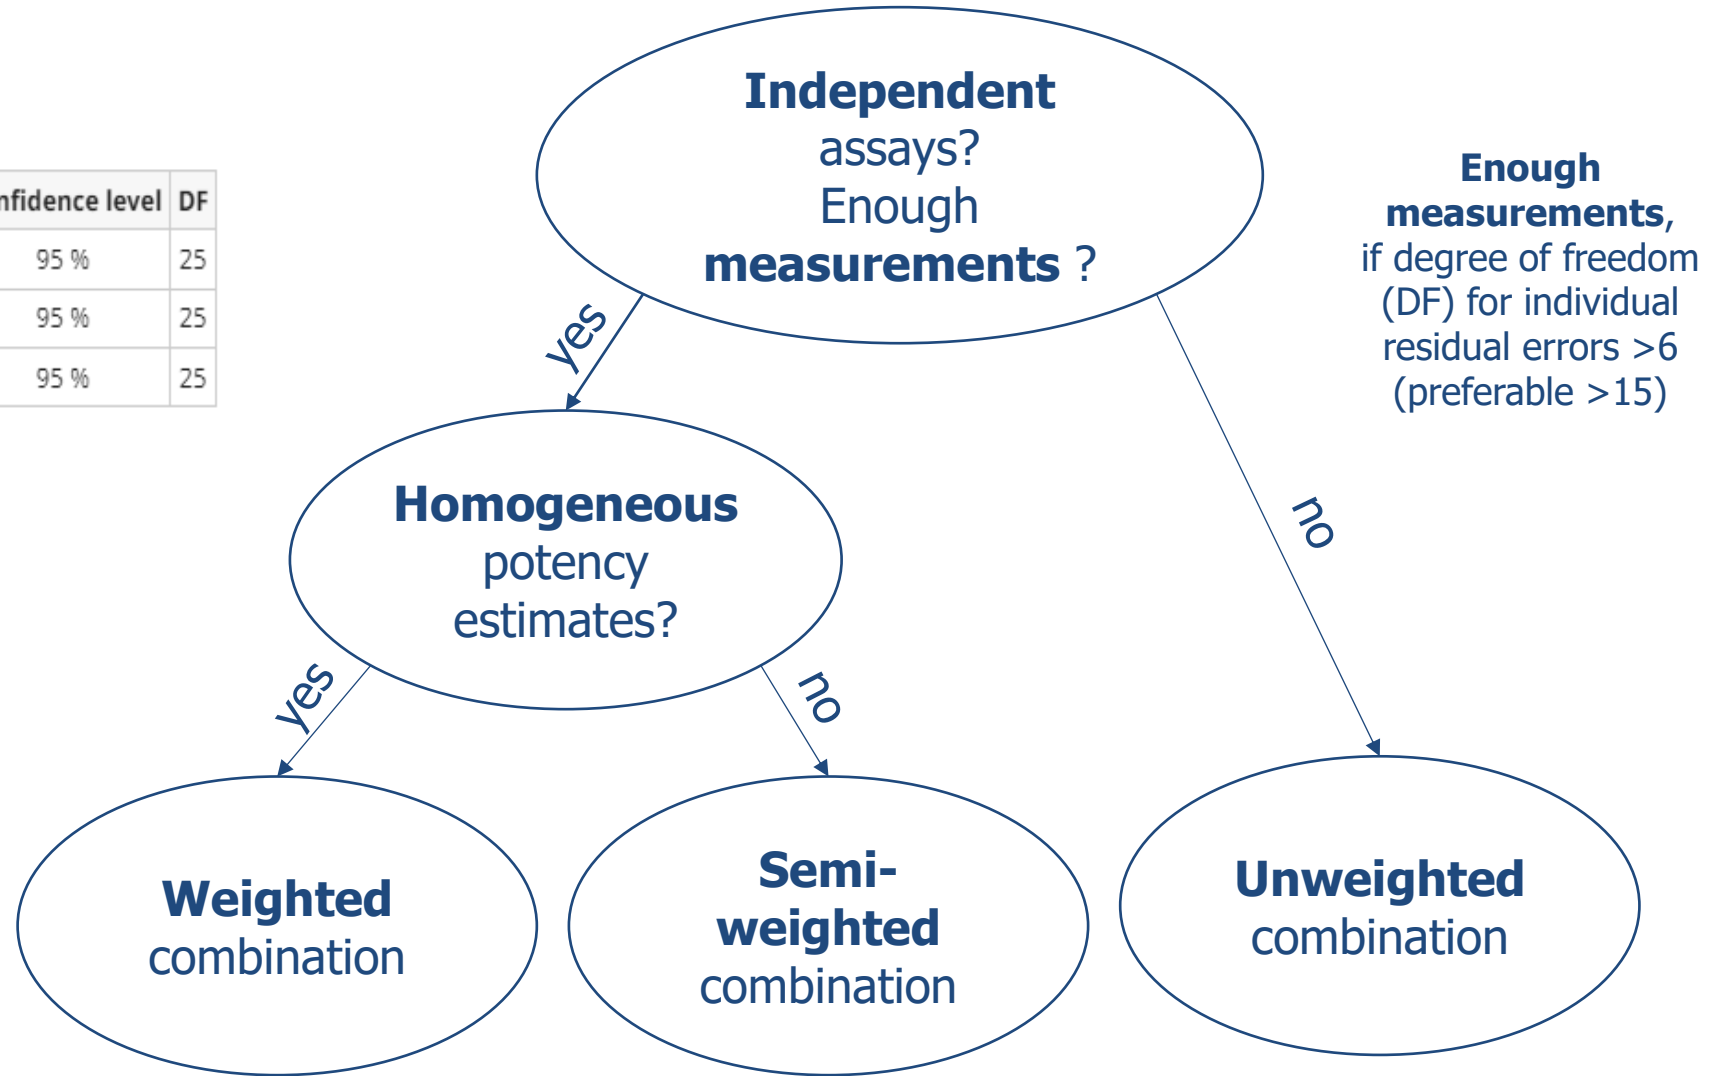 Independent
assays?
Enough
measurements ?
Enough
measurements,
if degree of freedom
(DF) for individual
residual errors >6
(preferable >15)
nfidence level DF
95 % 25
95 % 25
95 % 25
yes
no
Homogeneous
potency
estimates?
yes
no
Weighted
combination
Semi-
weighted
combination
Unweighted
combination